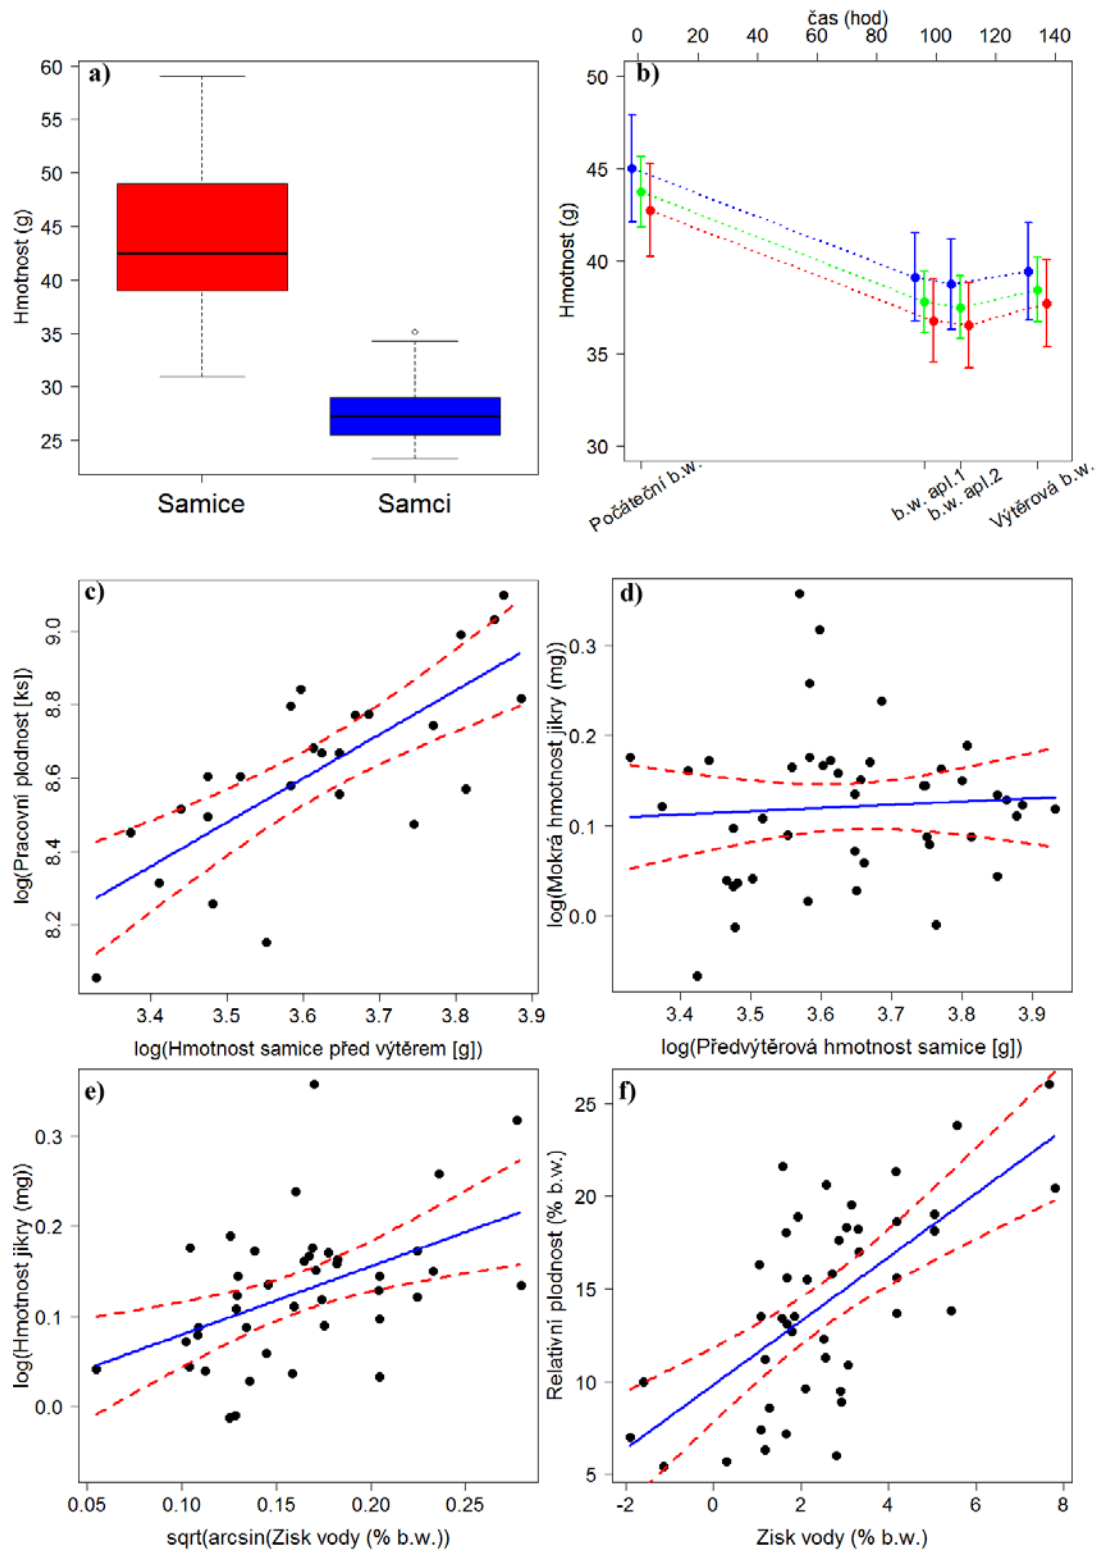 a)
Hmotnost (g)
60
55
50
45
40
35
30
25
Samice
Samci
čas (hod)
0 20 40 60 80 100 120 140
b)
Hmotnost (g)
50
45
40
35
30
Počáteční b.w.
b.w. apl.1
b.w. apl.2
Výtěrová b.w.
c)
log(Pracovní plodnost [ks])
9.0
8.8
8.6
8.4
8.2
3.4 3.5 3.6 3.7 3.8 3.9
log(Hmotnost samice před výtěrem [g])
d)
log(Mokrá hmotnost jikry (mg))
0.3
0.2
0.1
0.0
3.4 3.5 3.6 3.7 3.8 3.9
log(Předvýtěrová hmotnost samice [g])
e)
log(Hmotnost jikry (mg))
0.3
0.2
0.1
0.0
0.05 0.10 0.15 0.20 0.25
sqrt(arcsin(Zisk vody (% b.w.))
f)
Relativní plodnost (% b.w.)
25
20
15
10
5
-2 0 2 4 6 8
Zisk vody (% b.w.)